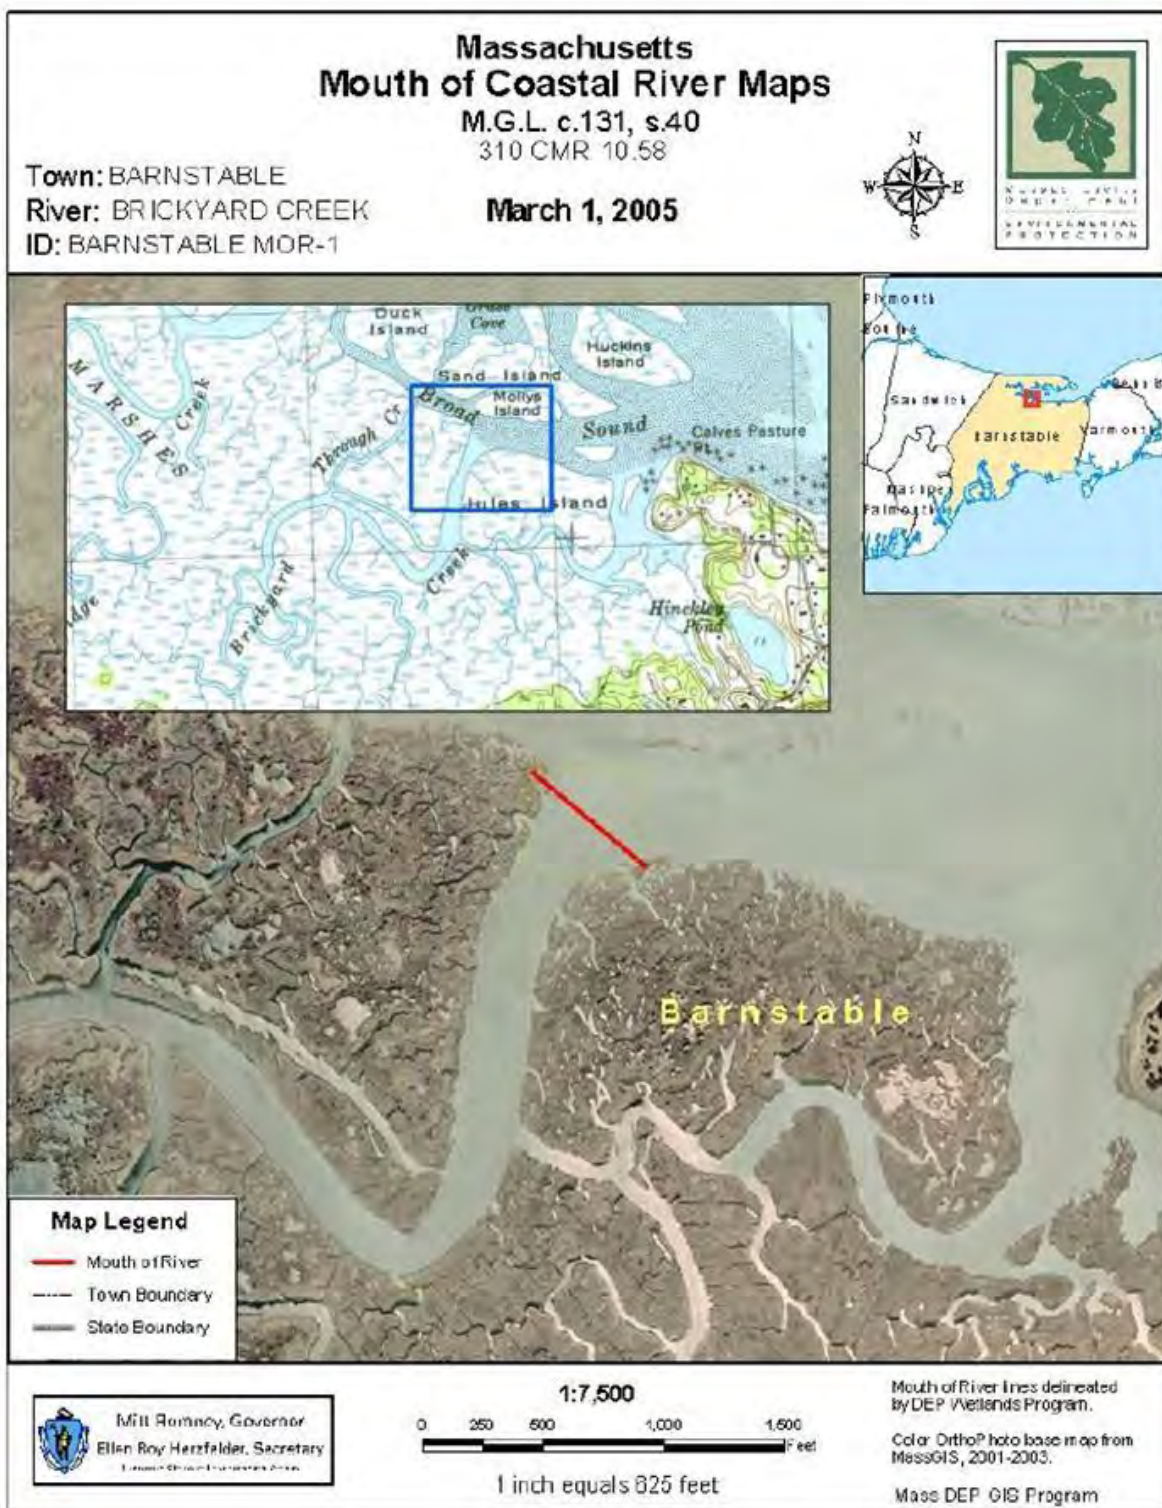 Massachusetts
Mouth of Coastal River Maps
M.G.L. c.131, s.40
310 CMR 10.58
March 1, 2005
Town: BARNSTABLE
River: BRICKYARD CREEK
ID: BARNSTABLE MOR-1
N
W E
S
PROTECTION
Duck
Island
Cove
Huckins
Island
Sand Island
Mollys
Island
Broad
Sound
Calves Pasture
MARSHES
Creek
Through Cr
Island
Brickyard
Creek
Hinckley
Pond
Plymouth
Sandwich
Barnstable
Yarmouth
Falmouth
Barnstable
Map Legend
Mouth of River
Town Boundary
State Boundary
Mitt Romney, Governor
Ellen Roy Herzfelder, Secretary
1:7,500
0 250 500 1,000 1,500
Feet
1 inch equals 625 feet
Mouth of River lines delineated
by DEP Wetlands Program.
Color OrthoPhoto base map from
MassGIS, 2001-2003.
Mass DEP GIS Program